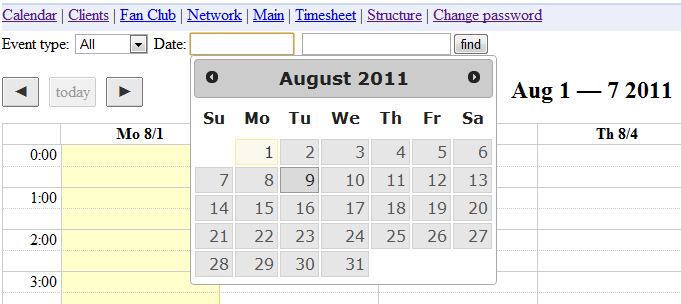 Calendar | Clients | Fan Club | Network | Main | Timesheet | Structure | Change password
Event type: All Date: find
August 2011
◄ today ► Aug 1 — 7 2011
Su Mo Tu We Th Fr Sa
Mo 8/1 Th 8/4
1 2 3 4 5 6
7 8 9 10 11 12 13
14 15 16 17 18 19 20
21 22 23 24 25 26 27
28 29 30 31
0:00
1:00
2:00
3:00